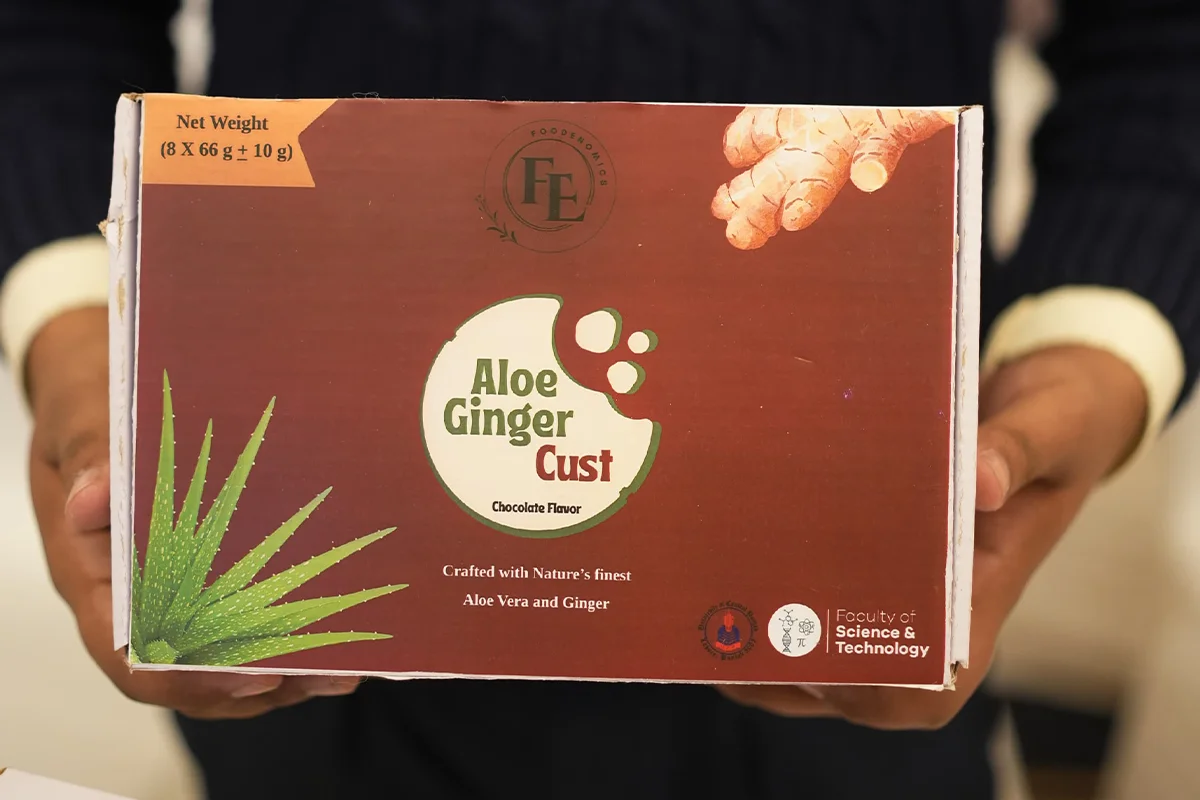 Net Weight
(8 X 66 g ± 10 g)
FOODENOMICS
FE
Aloe
Ginger
Cust
Chocolate Flavor
Crafted with Nature's finest
Aloe Vera and Ginger
π
Faculty of
Science &
Technology